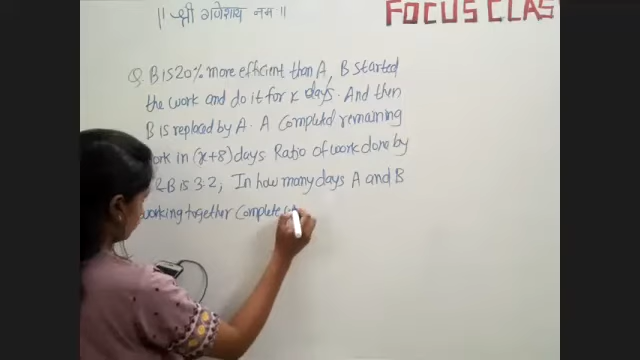 || श्री गणेशाय नमः ||
FOCUS CLAS
Q. B is 20% more efficient than A, B started
the work and do it for x days. And then
B is replaced by A. A Completed remaining
work in (x+8) days Ratio of work done by
& B is 3:2, In how many days A and B
working together Complete